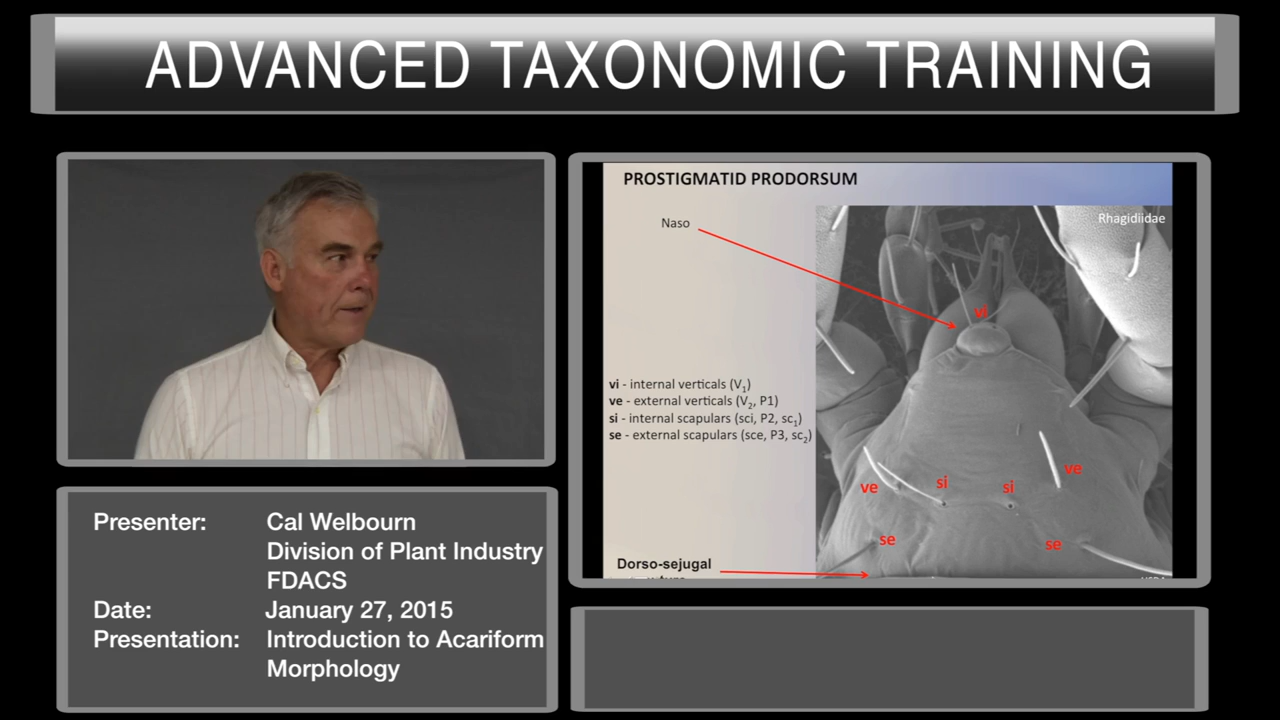 ADVANCED TAXONOMIC TRAINING
PROSTIGMATID PRODORSUM
Naso
Rhagidiidae
vi
vi - internal verticals (V1)
ve - external verticals (V2, P1)
si - internal scapulars (sci, P2, sc1)
se - external scapulars (sce, P3, sc2)
ve
ve
si
si
se
se
Dorso-sejugal
Presenter: Cal Welbourn
Division of Plant Industry
FDACS
Date: January 27, 2015
Presentation: Introduction to Acariform
Morphology